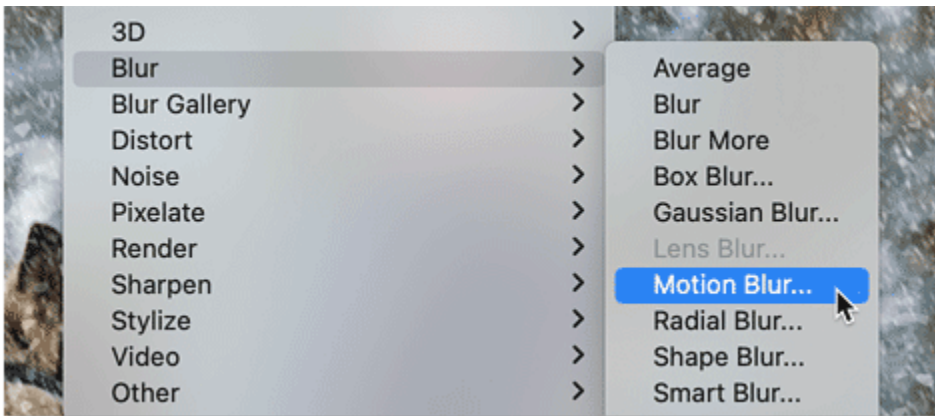 3D
Blur
Blur Gallery
Distort
Noise
Pixelate
Render
Sharpen
Stylize
Video
Other
Average
Blur
Blur More
Box Blur...
Gaussian Blur...
Lens Blur...
Motion Blur...
Radial Blur...
Shape Blur...
Smart Blur...